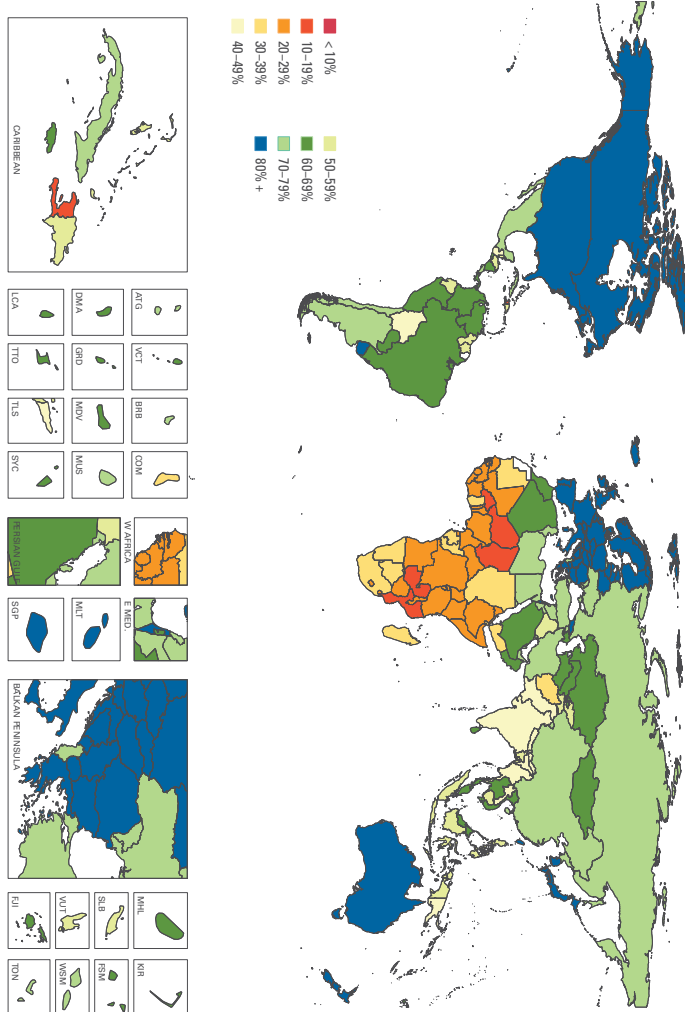 < 10%
10–19%
20–29%
30–39%
40–49%
50–59%
60–69%
70–79%
80% +
CARIBBEAN
LCA
DMA
ATG
TTO
GRD
VCT
TLS
MDV
BRB
SYC
MUS
COM
PERSIAN GULF
W AFRICA
SGP
MLT
E MED.
BALKAN PENINSULA
FJI
VUT
SLB
MHL
TON
WSM
FSM
KIR